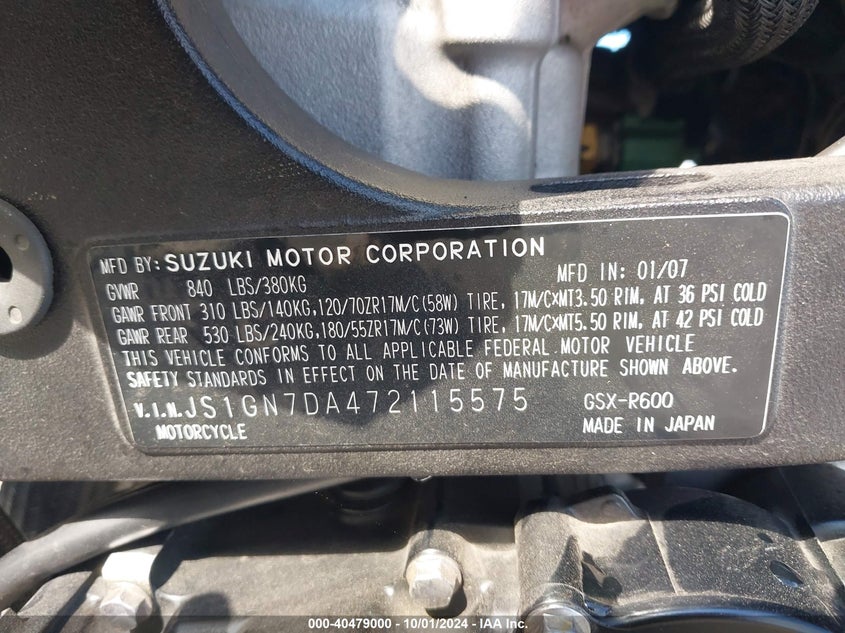 MFD BY: SUZUKI MOTOR CORPORATION
MFD IN: 01/07
GVWR 840 LBS/380KG
GAWR FRONT 310 LBS/140KG,120/70ZR17M/C(58W) TIRE, 17M/C×MT3.50 RIM, AT 36 PSI COLD
GAWR REAR 530 LBS/240KG,180/55ZR17M/C(73W) TIRE, 17M/C×MT5.50 RIM, AT 42 PSI COLD
THIS VEHICLE CONFORMS TO ALL APPLICABLE FEDERAL MOTOR VEHICLE
SAFETY STANDARDS IN EFFECT ON THE DATE OF MANUFACTURE SHOWN ABOVE.
V.I.N. JS1GN7DA472115575 GSX-R600
MOTORCYCLE MADE IN JAPAN
000-40479000 - 10/01/2024 - IAA Inc.